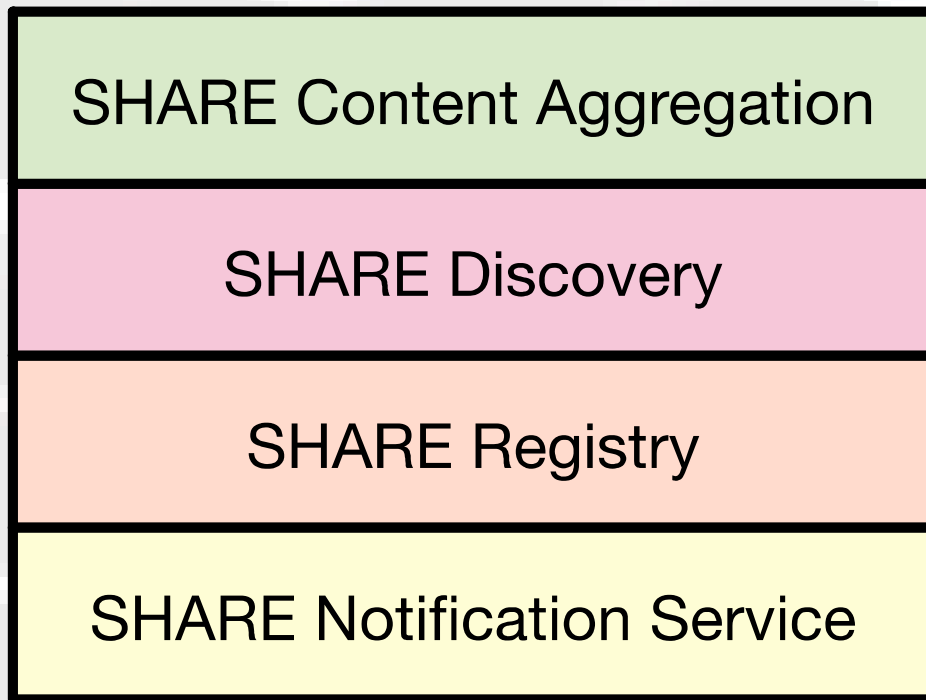 SHARE Content Aggregation
SHARE Discovery
SHARE Registry
SHARE Notification Service